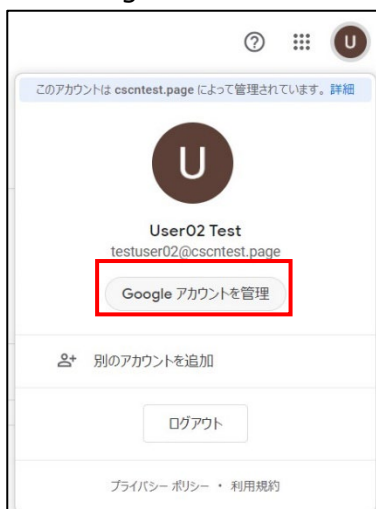 U
このアカウントは cscntest.page によって管理されています。詳細
U
User02 Test
testuser02@cscntest.page
Google アカウントを管理
別のアカウントを追加
ログアウト
プライバシー ポリシー ・ 利用規約